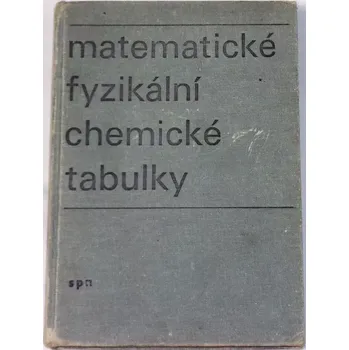 matematické
fyzikální
chemické
tabulky
spn